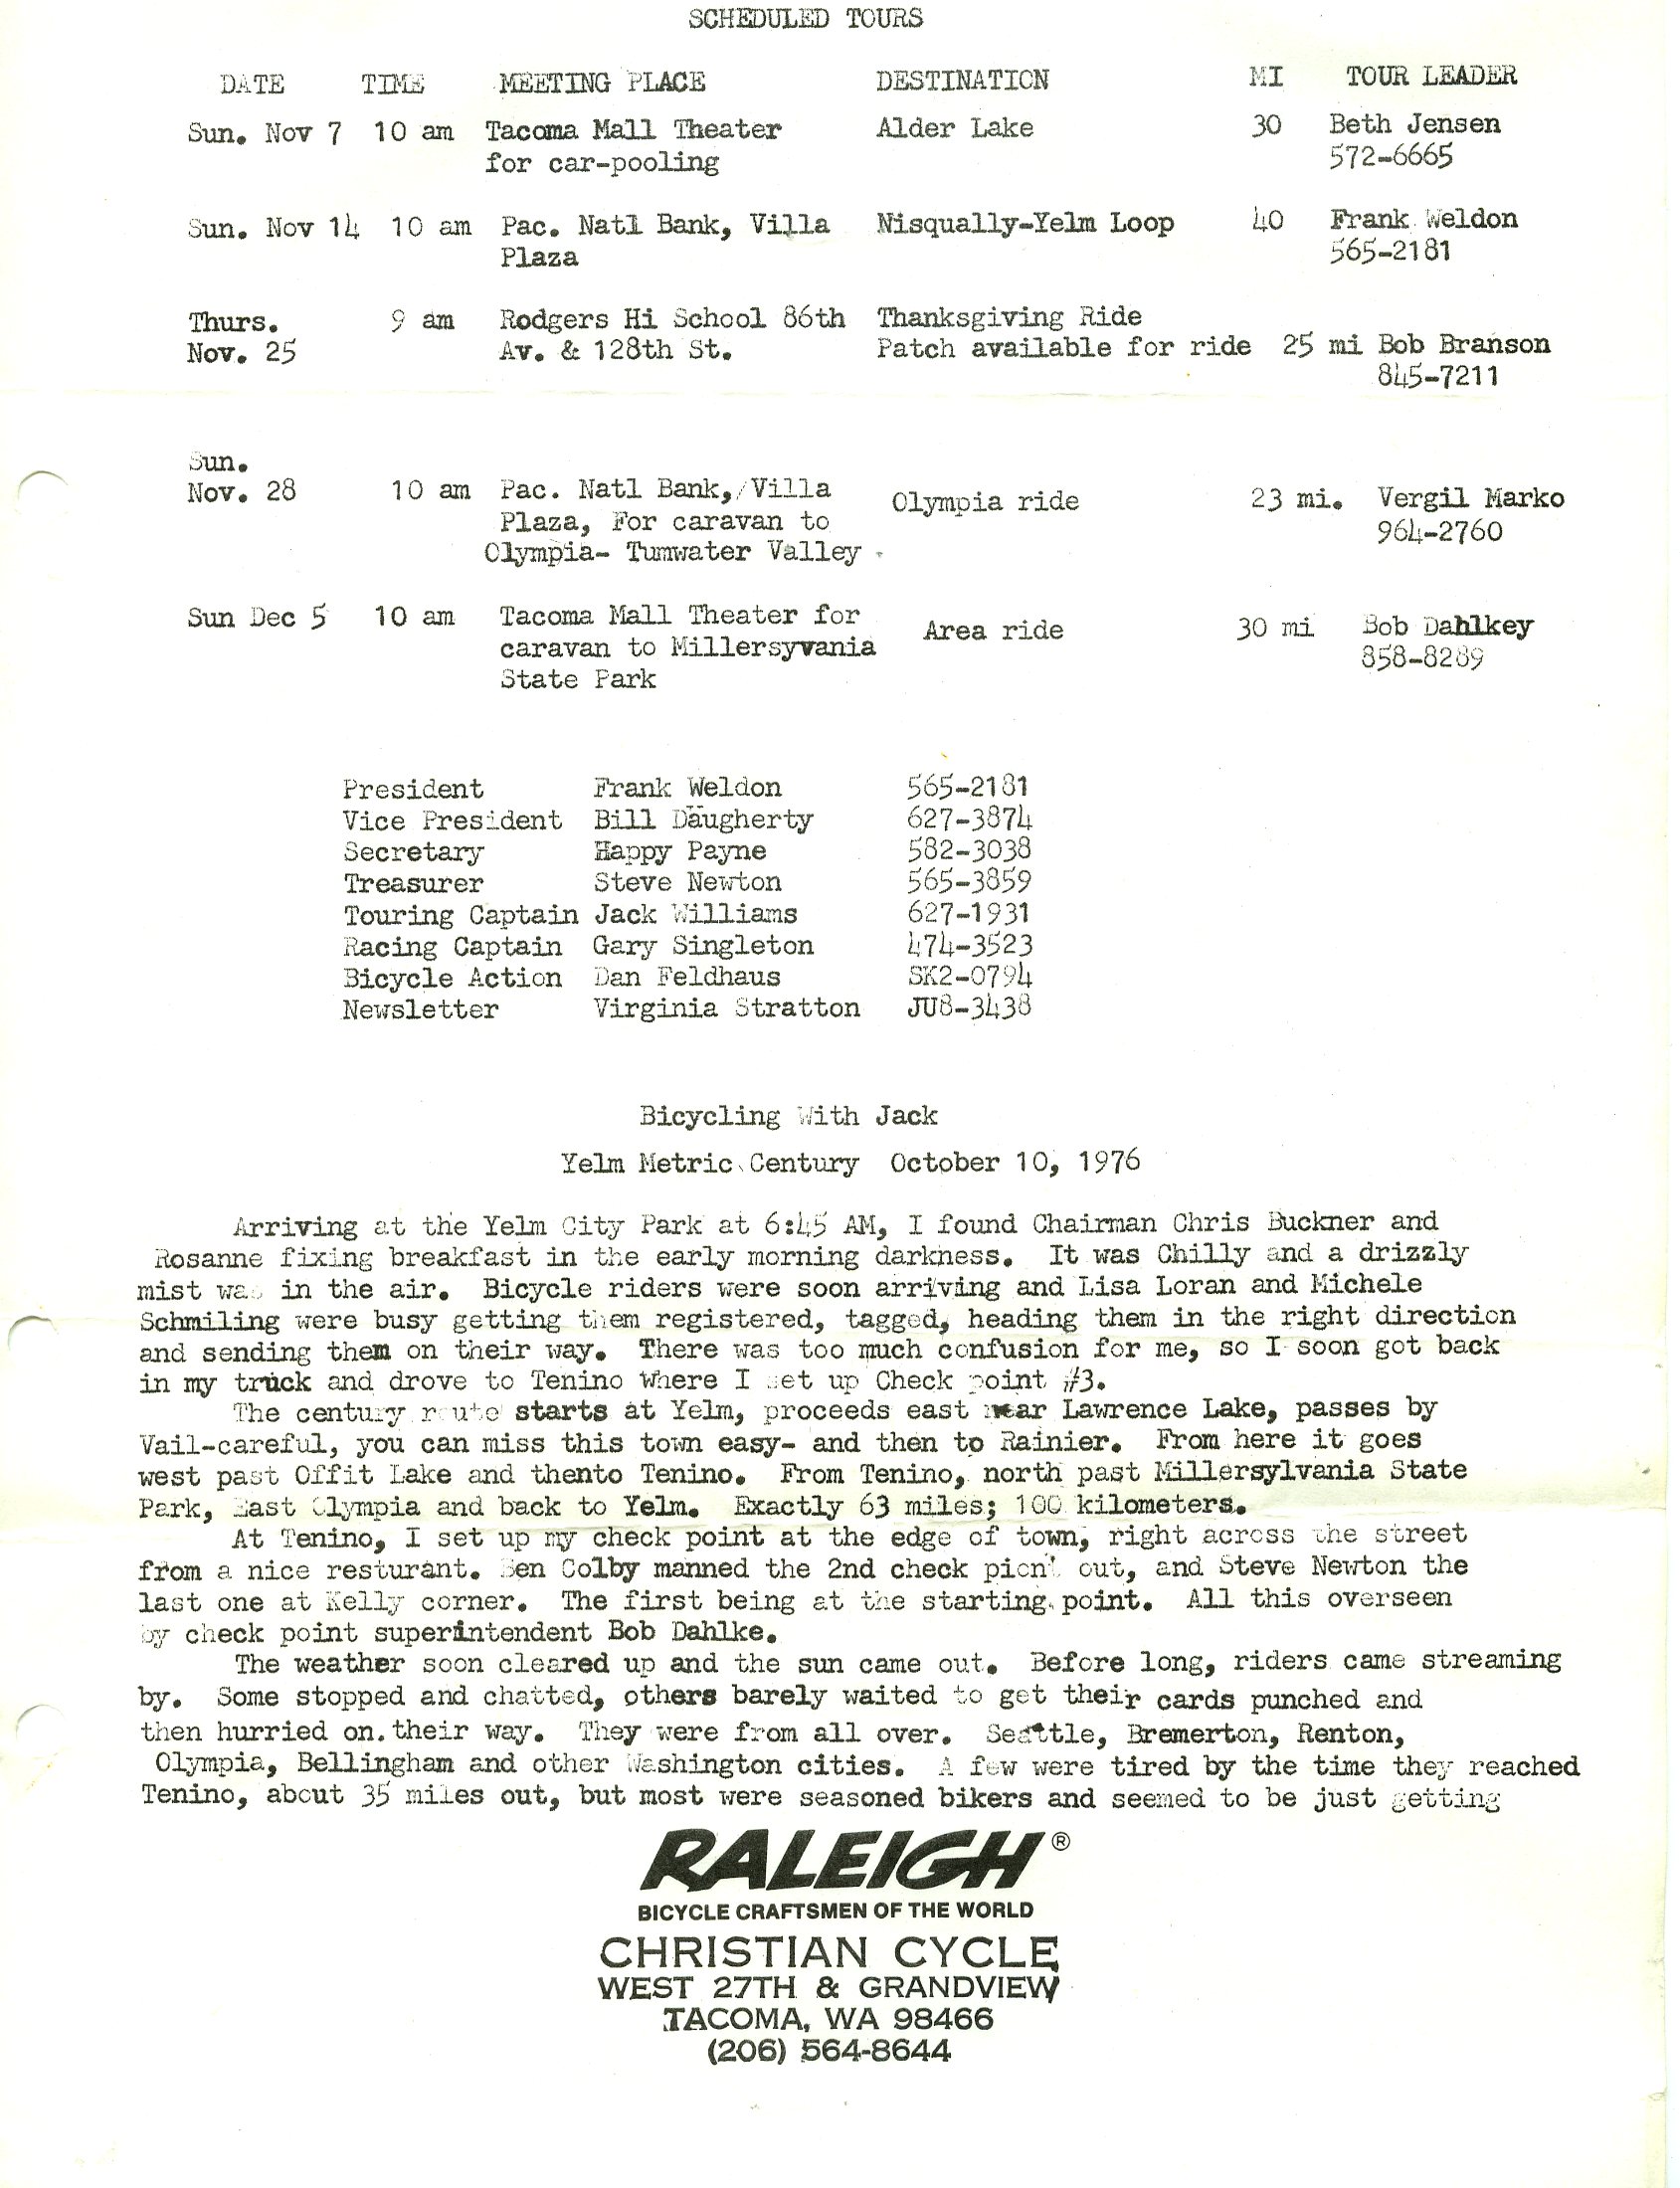 SCHEDULED TOURS
DATE TIME MEETING PLACE DESTINATION MI TOUR LEADER
Sun. Nov 7 10 am Tacoma Mall Theater Alder Lake 30 Beth Jensen
for car-pooling 572-6665
Sun. Nov 14 10 am Pac. Natl Bank, Villa Nisqually-Yelm Loop 40 Frank Weldon
Plaza 565-2181
Thurs. 9 am Rodgers Hi School 86th Thanksgiving Ride
Nov. 25 Av. & 128th St. Patch available for ride 25 mi Bob Branson
845-7211
Sun.
Nov. 28 10 am Pac. Natl Bank, Villa Olympia ride 23 mi. Vergil Marko
Plaza, For caravan to 964-2760
Olympia- Tumwater Valley
Sun Dec 5 10 am Tacoma Mall Theater for Area ride 30 mi Bob Dahlkey
caravan to Millersyvania 858-8289
State Park
President Frank Weldon 565-2181
Vice President Bill Daugherty 627-3874
Secretary Happy Payne 582-3038
Treasurer Steve Newton 565-3859
Touring Captain Jack Williams 627-1931
Racing Captain Gary Singleton 474-3523
Bicycle Action Dan Feldhaus SK2-0794
Newsletter Virginia Stratton JU8-3438
Bicycling With Jack
Yelm Metric Century October 10, 1976
Arriving at the Yelm City Park at 6:45 AM, I found Chairman Chris Buckner and
Rosanne fixing breakfast in the early morning darkness. It was Chilly and a drizzly
mist was in the air. Bicycle riders were soon arriving and Lisa Loran and Michele
Schmiling were busy getting them registered, tagged, heading them in the right direction
and sending them on their way. There was too much confusion for me, so I soon got back
in my truck and drove to Tenino Where I set up Check point #3.
The century route starts at Yelm, proceeds east near Lawrence Lake, passes by
Vail-careful, you can miss this town easy- and then to Rainier. From here it goes
west past Offit Lake and thento Tenino. From Tenino, north past Millersylvania State
Park, East Olympia and back to Yelm. Exactly 63 miles; 100 kilometers.
At Tenino, I set up my check point at the edge of town, right across the street
from a nice resturant. Ben Colby manned the 2nd check picnt out, and Steve Newton the
last one at Kelly corner. The first being at the starting point. All this overseen
by check point superintendent Bob Dahlke.
The weather soon cleared up and the sun came out. Before long, riders came streaming
by. Some stopped and chatted, others barely waited to get their cards punched and
then hurried on their way. They were from all over. Seattle, Bremerton, Renton,
Olympia, Bellingham and other Washington cities. A few were tired by the time they reached
Tenino, about 35 miles out, but most were seasoned bikers and seemed to be just getting
RALEIGH®
BICYCLE CRAFTSMEN OF THE WORLD
CHRISTIAN CYCLE
WEST 27TH & GRANDVIEW
TACOMA, WA 98466
(206) 564-8644